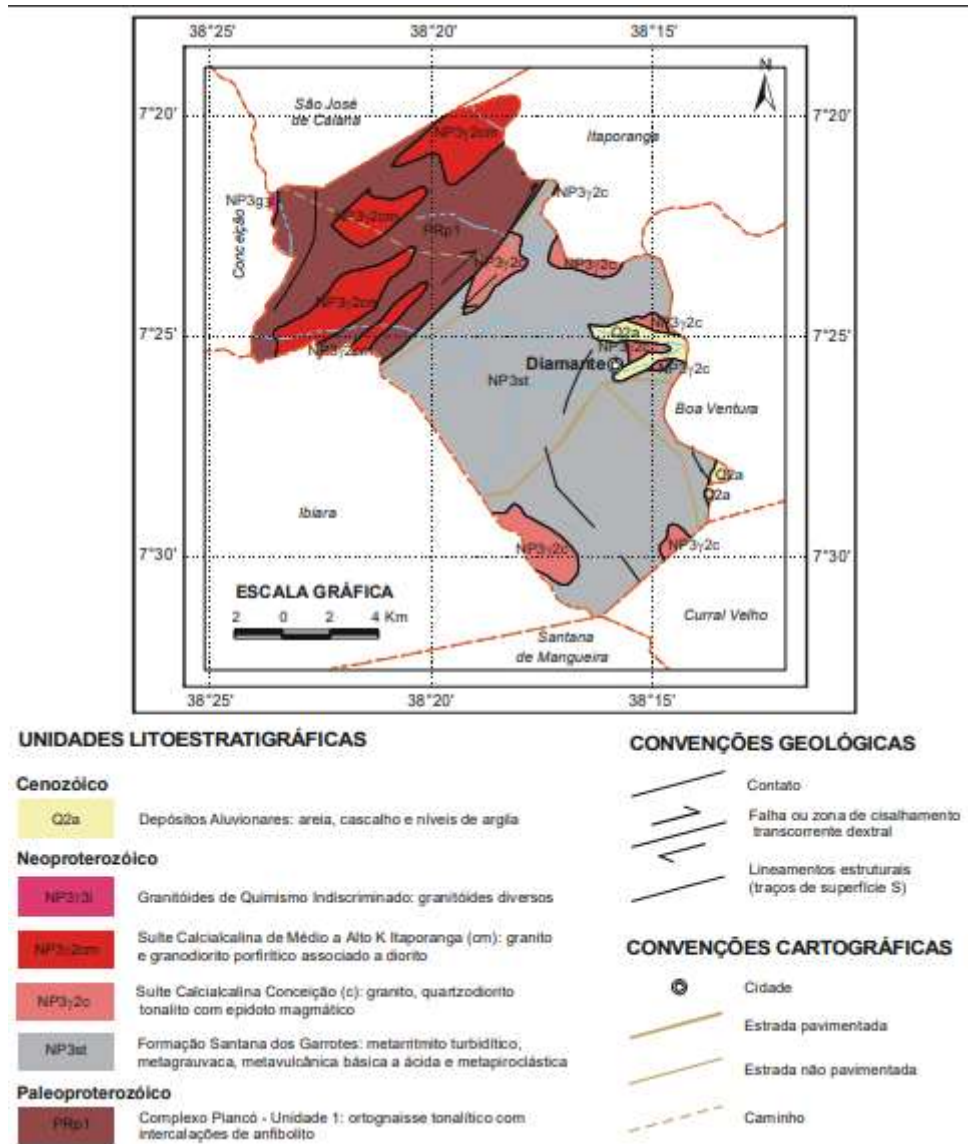 38°25' 38°20' 38°15'
N
7°20' 7°20'
São José
de Caiana
Itaporanga
NP3γ2cm
NP3γ2c
NP3g3
Conceição
NP3γ2cm
PRp1
NP3γ2c
NP3γ2c
NP3γ2cm
NP3γ2c
7°25' 7°25'
Q2a
NP3γ2cm
Diamante
NP3γ2c
NP3st
Boa Ventura
Q2a
Q2a
Ibiara
NP3γ2c
NP3γ2c
7°30' 7°30'
ESCALA GRÁFICA
2 0 2 4 Km
Curral Velho
Santana
de Mangueira
38°25' 38°20' 38°15'
UNIDADES LITOESTRATIGRÁFICAS
Cenozóico
Q2a
Depósitos Aluvionares: areia, cascalho e níveis de argila
Neoproterozóico
NP3γ3i
Granitóides de Quimismo Indiscriminado: granitóides diversos
NP3γ2cm
Suíte Calcialcalina de Médio a Alto K Itaporanga (cm): granito
e granodiorito porfirítico associado a diorito
NP3γ2c
Suíte Calcialcalina Conceição (c): granito, quartzodiorito
tonalito com epidoto magmático
NP3st
Formação Santana dos Garrotes: metarritmito turbidítico,
metagrauvaca, metavulcânica básica a ácida e metapiroclástica
Paleoproterozóico
PRp1
Complexo Piancó - Unidade 1: ortognaisse tonalítico com
intercalações de anfibolito
CONVENÇÕES GEOLÓGICAS
Contato
Falha ou zona de cisalhamento
transcorrente dextral
Lineamentos estruturais
(traços de superfície S)
CONVENÇÕES CARTOGRÁFICAS
Cidade
Estrada pavimentada
Estrada não pavimentada
Caminho